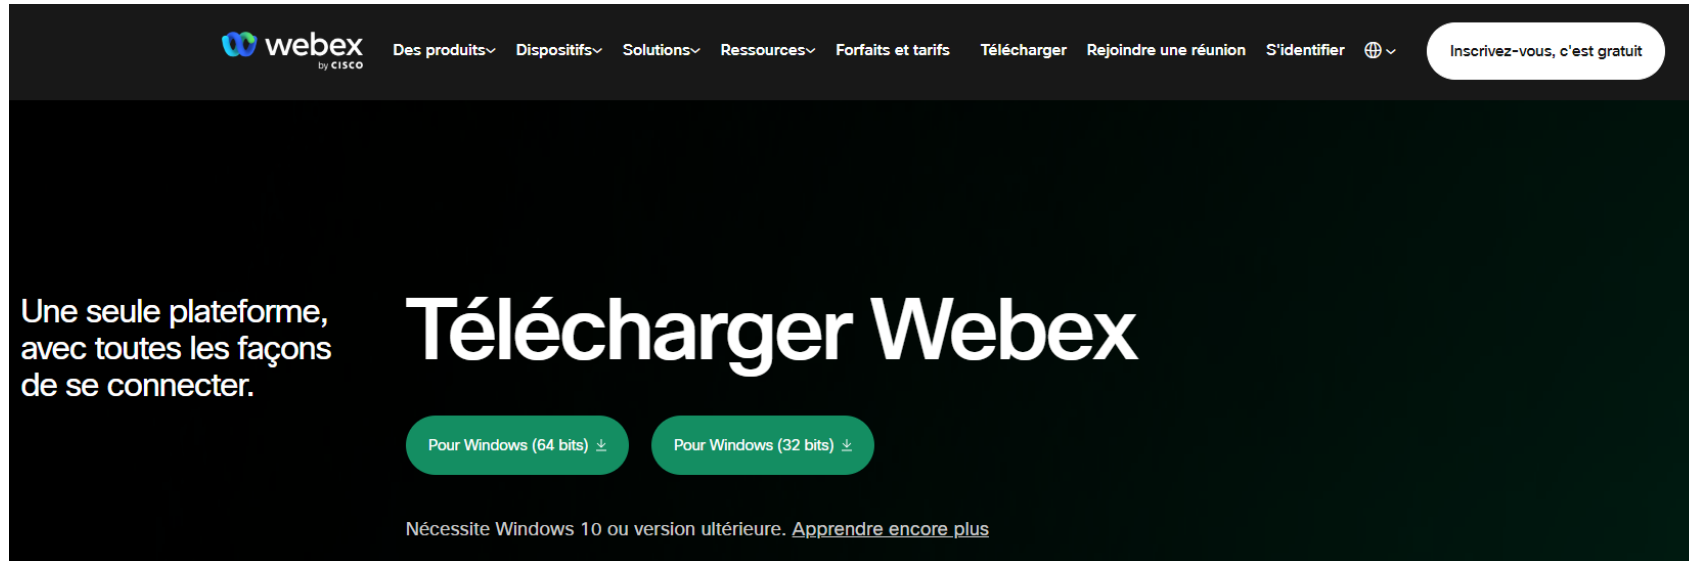 webex
by CISCO
Des produits
Dispositifs
Solutions
Ressources
Forfaits et tarifs
Télécharger
Rejoindre une réunion
S'identifier
Inscrivez-vous, c'est gratuit
Une seule plateforme,
avec toutes les façons
de se connecter.
Télécharger Webex
Pour Windows (64 bits)
Pour Windows (32 bits)
Nécessite Windows 10 ou version ultérieure. Apprendre encore plus